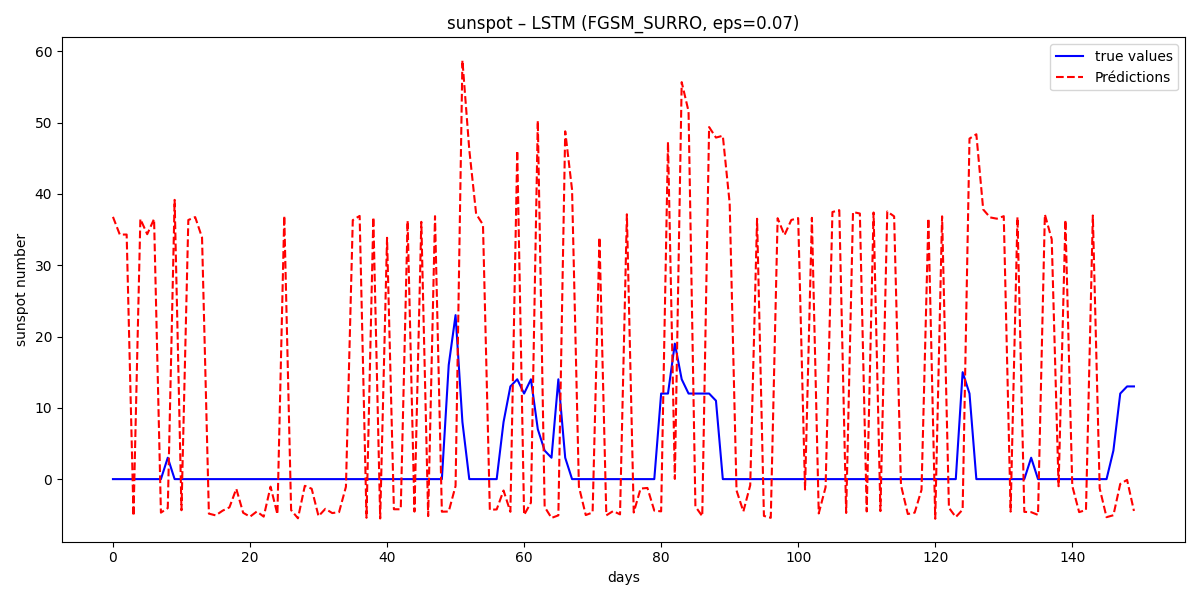 sunspot – LSTM (FGSM_SURRO, eps=0.07)
60
50
40
30
20
10
0
sunspot number
true values
Prédictions
0 20 40 60 80 100 120 140
days